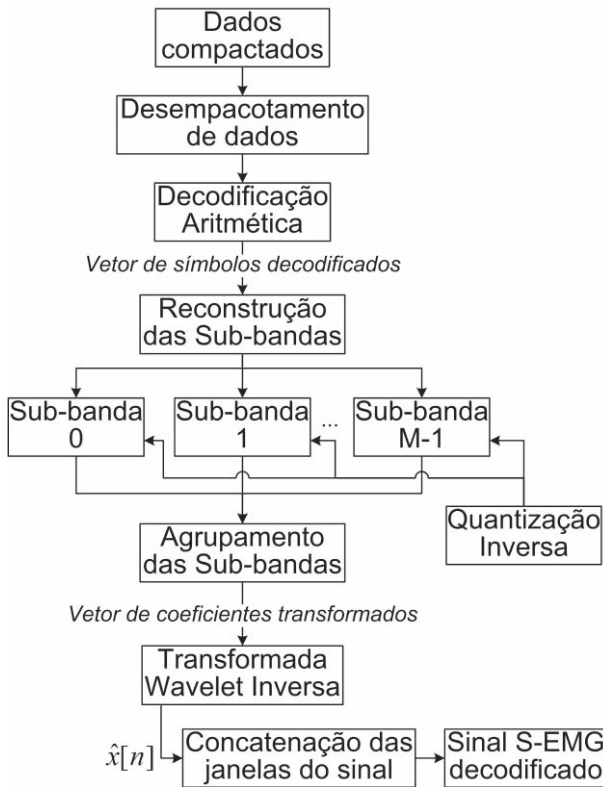 Dados
compactados
Desempacotamento
de dados
Decodificação
Aritmética
Vetor de símbolos decodificados
Reconstrução
das Sub-bandas
Sub-banda
0
Sub-banda
1
...
Sub-banda
M-1
Quantização
Inversa
Agrupamento
das Sub-bandas
Vetor de coeficientes transformados
Transformada
Wavelet Inversa
x̂[n]
Concatenação das
janelas do sinal
Sinal S-EMG
decodificado